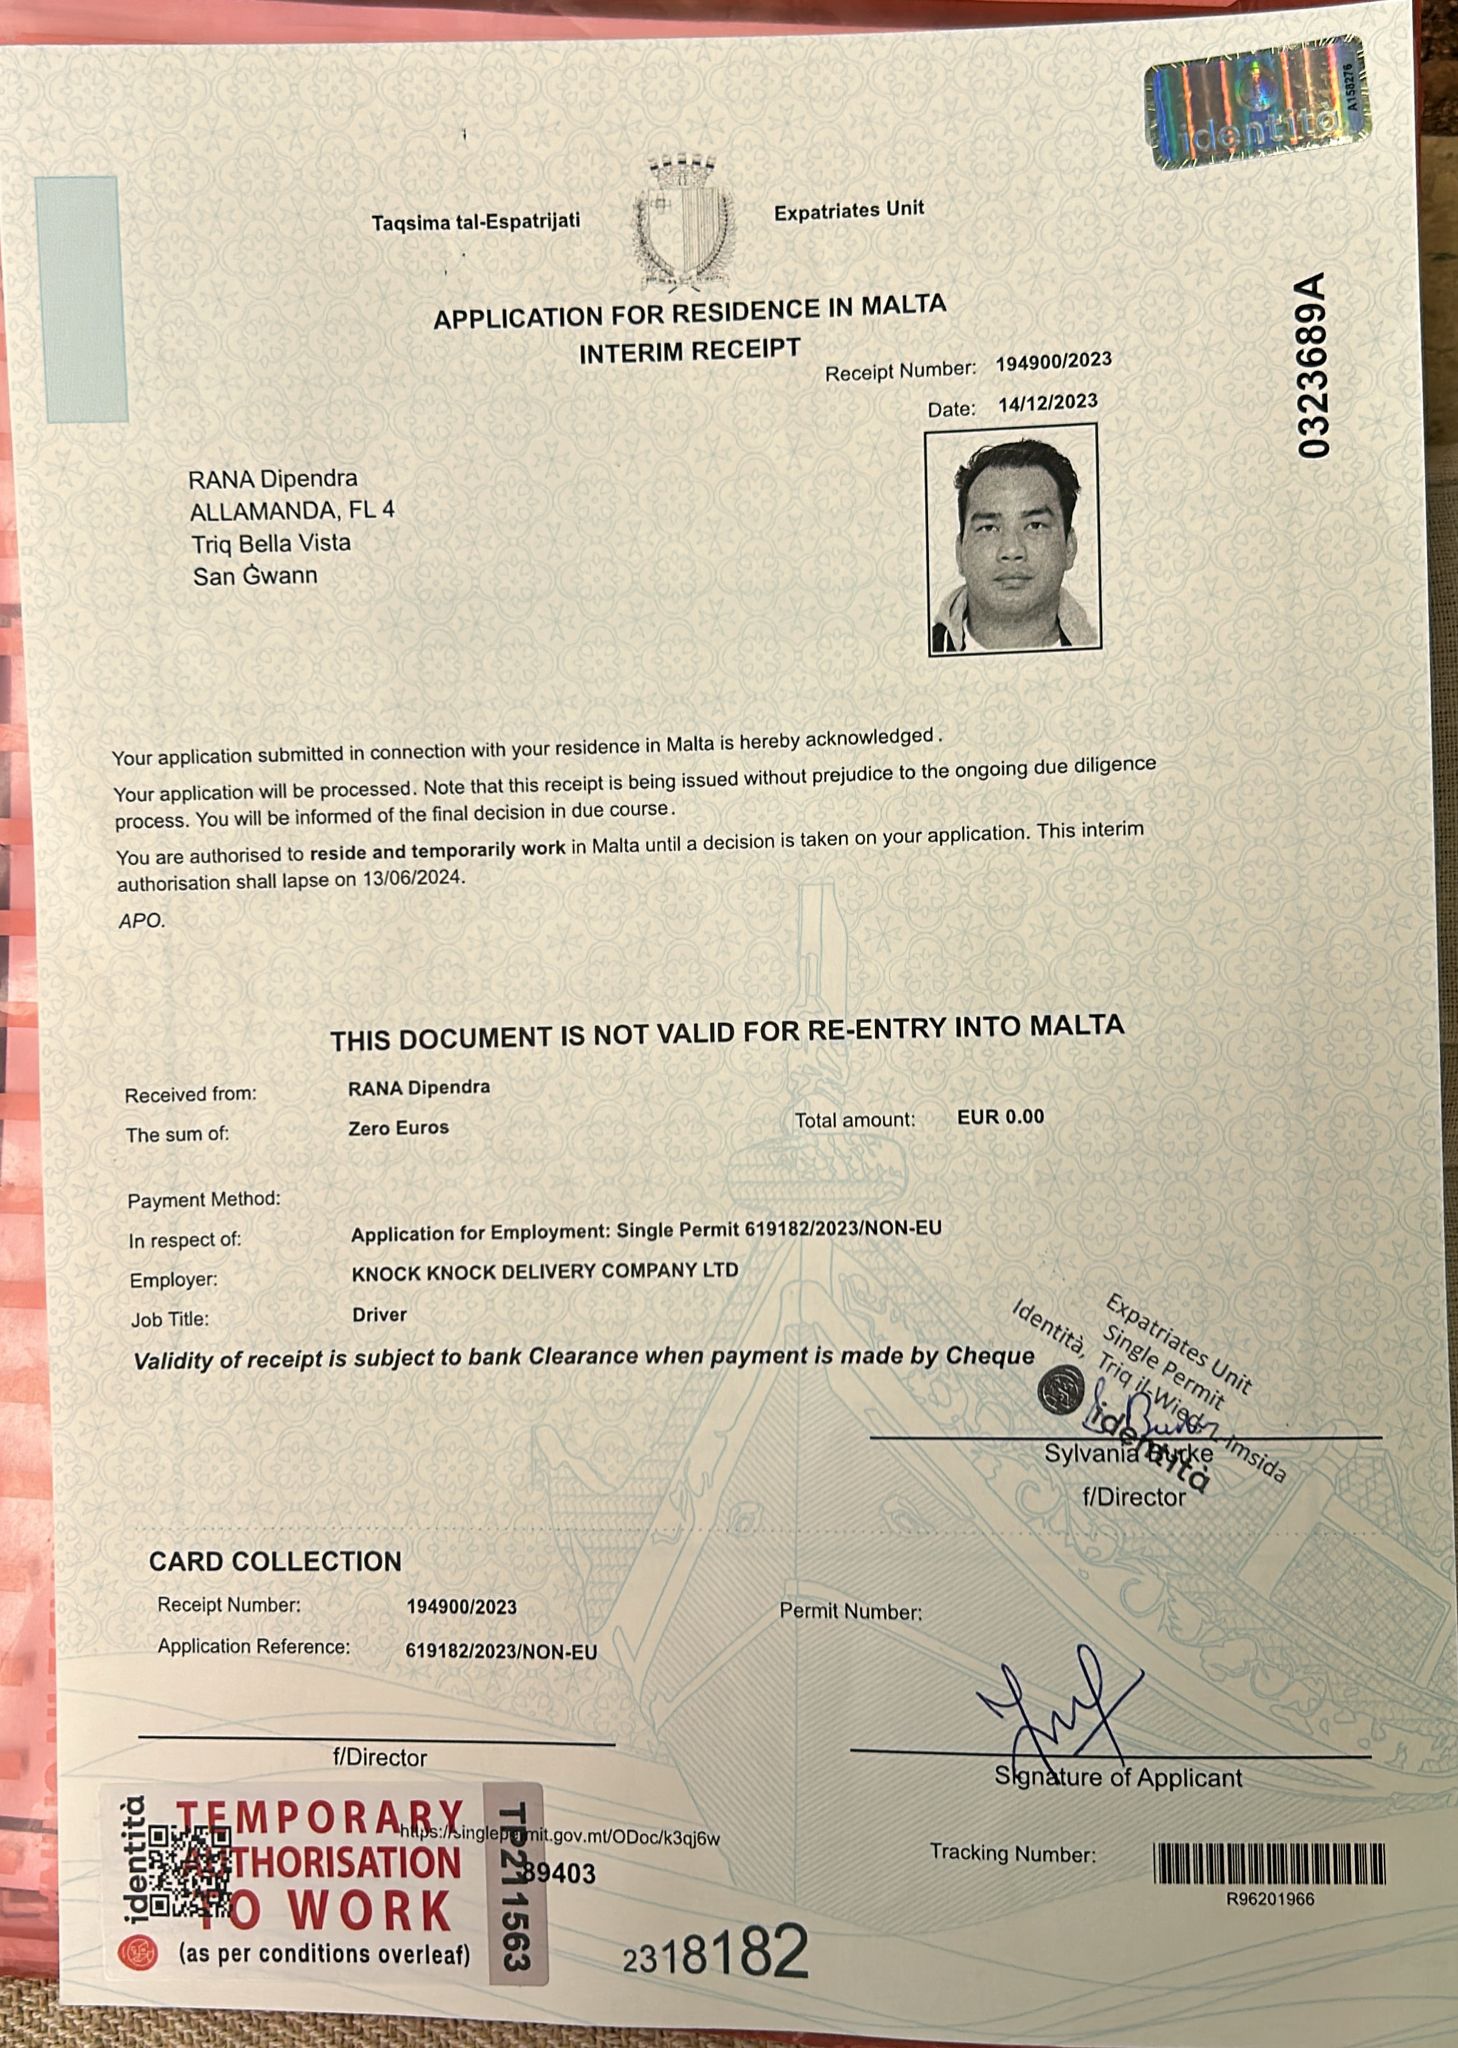 identità
A158276
Taqsima tal-Espatrijati
Expatriates Unit
APPLICATION FOR RESIDENCE IN MALTA
INTERIM RECEIPT
Receipt Number: 194900/2023
Date: 14/12/2023
0323689A
RANA Dipendra
ALLAMANDA, FL 4
Triq Bella Vista
San Ġwann
Your application submitted in connection with your residence in Malta is hereby acknowledged.
Your application will be processed. Note that this receipt is being issued without prejudice to the ongoing due diligence
process. You will be informed of the final decision in due course.
You are authorised to reside and temporarily work in Malta until a decision is taken on your application. This interim
authorisation shall lapse on 13/06/2024.
APO.
THIS DOCUMENT IS NOT VALID FOR RE-ENTRY INTO MALTA
Received from: RANA Dipendra
The sum of: Zero Euros
Total amount: EUR 0.00
Payment Method:
In respect of: Application for Employment: Single Permit 619182/2023/NON-EU
Employer: KNOCK KNOCK DELIVERY COMPANY LTD
Job Title: Driver
Validity of receipt is subject to bank Clearance when payment is made by Cheque
Expatriates Unit
Single Permit
Identità, Triq il-Wied, L-Imsida
identità
Sylvania Burke
f/Director
CARD COLLECTION
Receipt Number: 194900/2023
Permit Number:
Application Reference: 619182/2023/NON-EU
f/Director
Signature of Applicant
identità
TEMPORARY
AUTHORISATION
TO WORK
(as per conditions overleaf)
TP211563
https://singlepermit.gov.mt/ODoc/k3qj6w
89403
Tracking Number:
R96201966
2318182